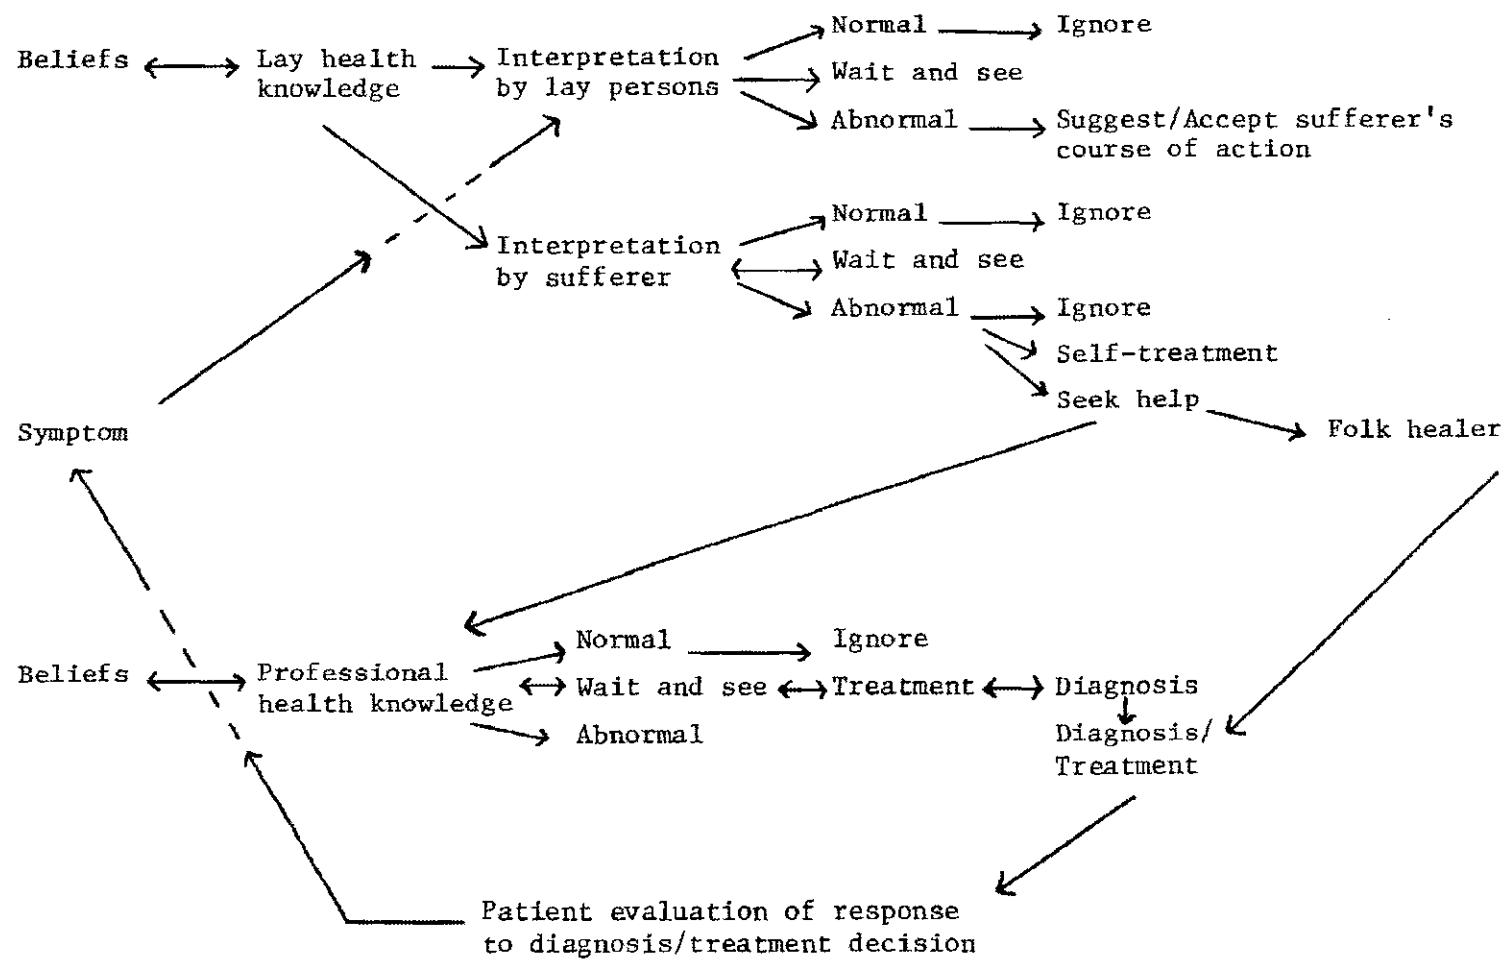 Normal
Ignore
Beliefs
Lay health
knowledge
Interpretation
by lay persons
Wait and see
Abnormal
Suggest/Accept sufferer's
course of action
Normal
Ignore
Interpretation
by sufferer
Wait and see
Abnormal
Ignore
Self-treatment
Seek help
Symptom
Folk healer
Normal
Ignore
Beliefs
Professional
health knowledge
Wait and see
Treatment
Diagnosis
Abnormal
Diagnosis/
Treatment
Patient evaluation of response
to diagnosis/treatment decision